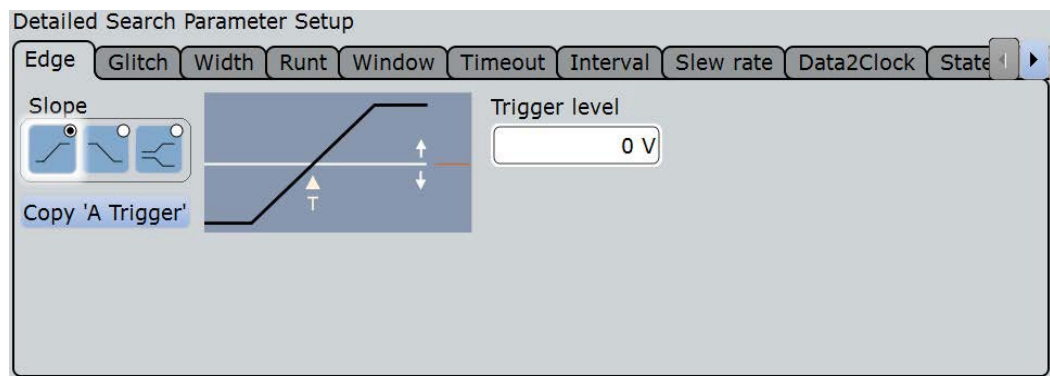 Detailed Search Parameter Setup
Edge Glitch Width Runt Window Timeout Interval Slew rate Data2Clock State
Slope
Trigger level
0 V
T
Copy 'A Trigger'